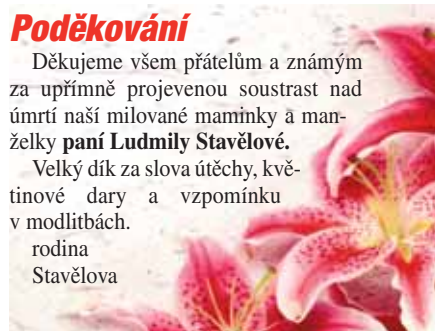 Poděkování
Děkujeme všem přátelům a známým
za upřímně projevenou soustrast nad
úmrtí naší milované maminky a man-
želky paní Ludmily Stavělové.
Velký dík za slova útěchy, kvě-
tinové dary a vzpomínku
v modlitbách.
rodina
Stavělova